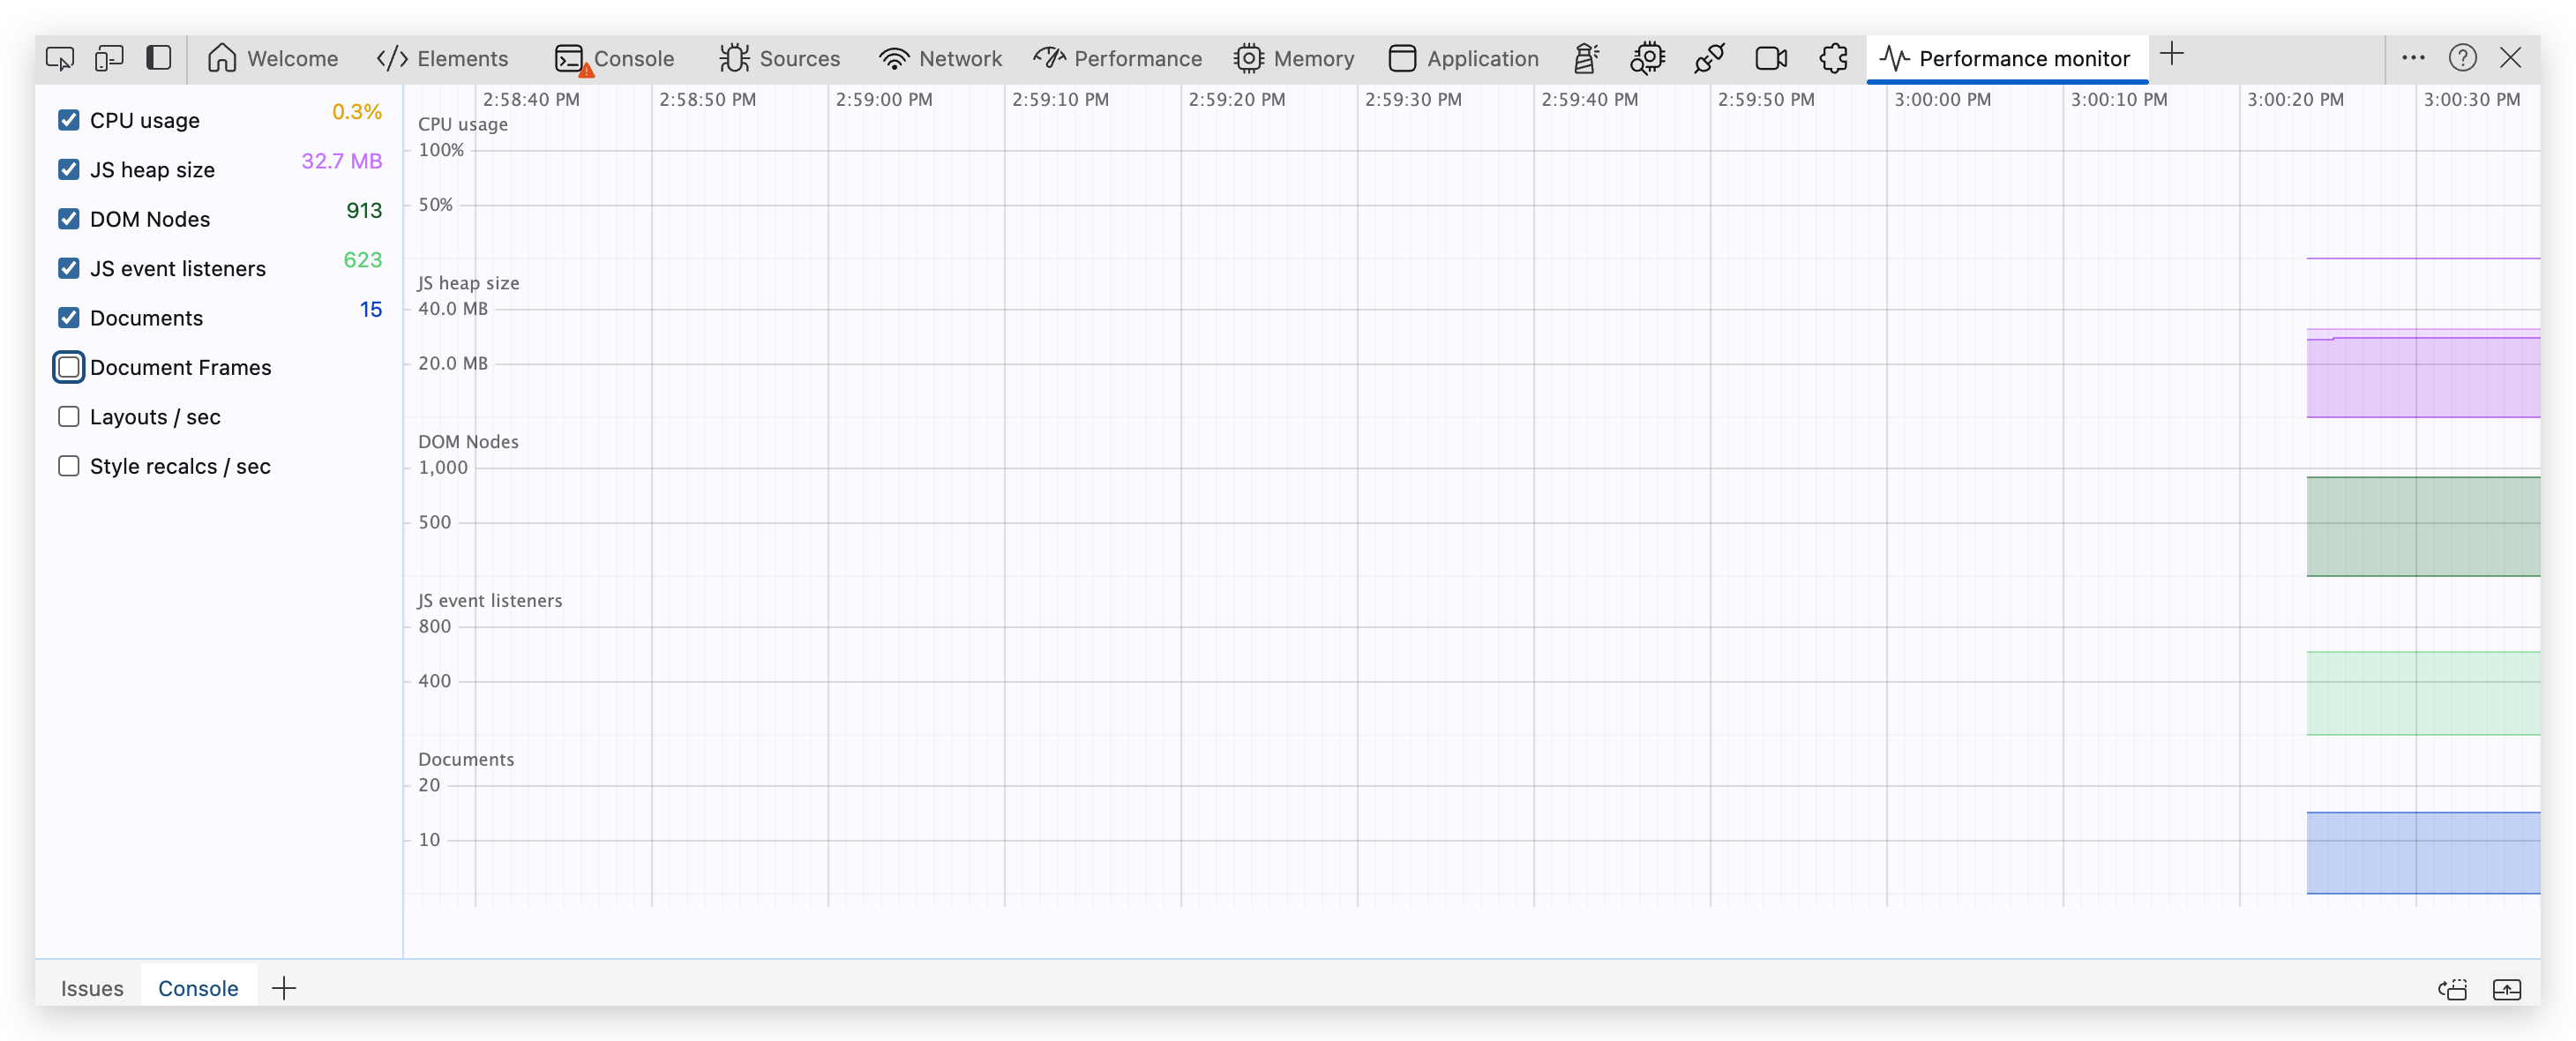 Welcome </> Elements Console Sources Network Performance Memory Application Performance monitor
CPU usage 0.3%
JS heap size 32.7 MB
DOM Nodes 913
JS event listeners 623
Documents 15
Document Frames
Layouts / sec
Style recalcs / sec
2:58:40 PM 2:58:50 PM 2:59:00 PM 2:59:10 PM 2:59:20 PM 2:59:30 PM 2:59:40 PM 2:59:50 PM 3:00:00 PM 3:00:10 PM 3:00:20 PM 3:00:30 PM
CPU usage
100%
50%
JS heap size
40.0 MB
20.0 MB
DOM Nodes
1,000
500
JS event listeners
800
400
Documents
20
10
Issues Console